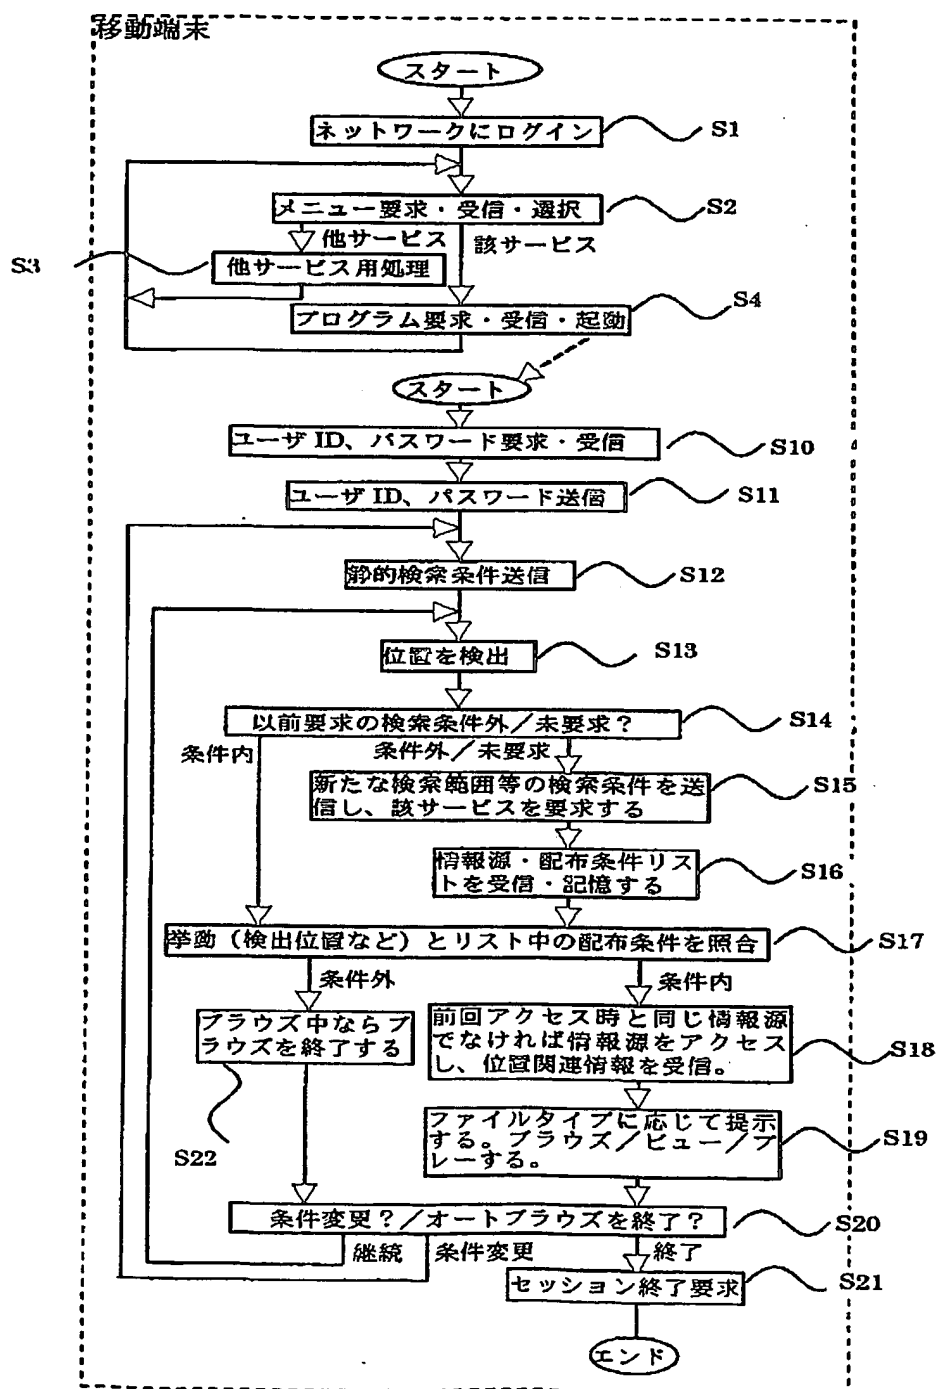 移動端末
スタート
ネットワークにログイン
S1
メニュー要求・受信・選択
S2
他サービス
該サービス
S3
他サービス用処理
プログラム要求・受信・起動
S4
スタート
ユーザID、パスワード要求・受信
S10
ユーザID、パスワード送信
S11
静的検索条件送信
S12
位置を検出
S13
以前要求の検索条件外／未要求？
S14
条件内
条件外／未要求
新たな検索範囲等の検索条件を送
信し、該サービスを要求する
S15
情報源・配布条件リス
トを受信・記憶する
S16
挙動（検出位置など）とリスト中の配布条件を照合
S17
条件外
条件内
ブラウズ中ならブ
ラウズを終了する
S22
前回アクセス時と同じ情報源
でなければ情報源をアクセス
し、位置関連情報を受信。
S18
ファイルタイプに応じて提示
する。ブラウズ／ビュー／プ
レーする。
S19
条件変更？／オートブラウズを終了？
S20
継続
条件変更
終了
セッション終了要求
S21
エンド